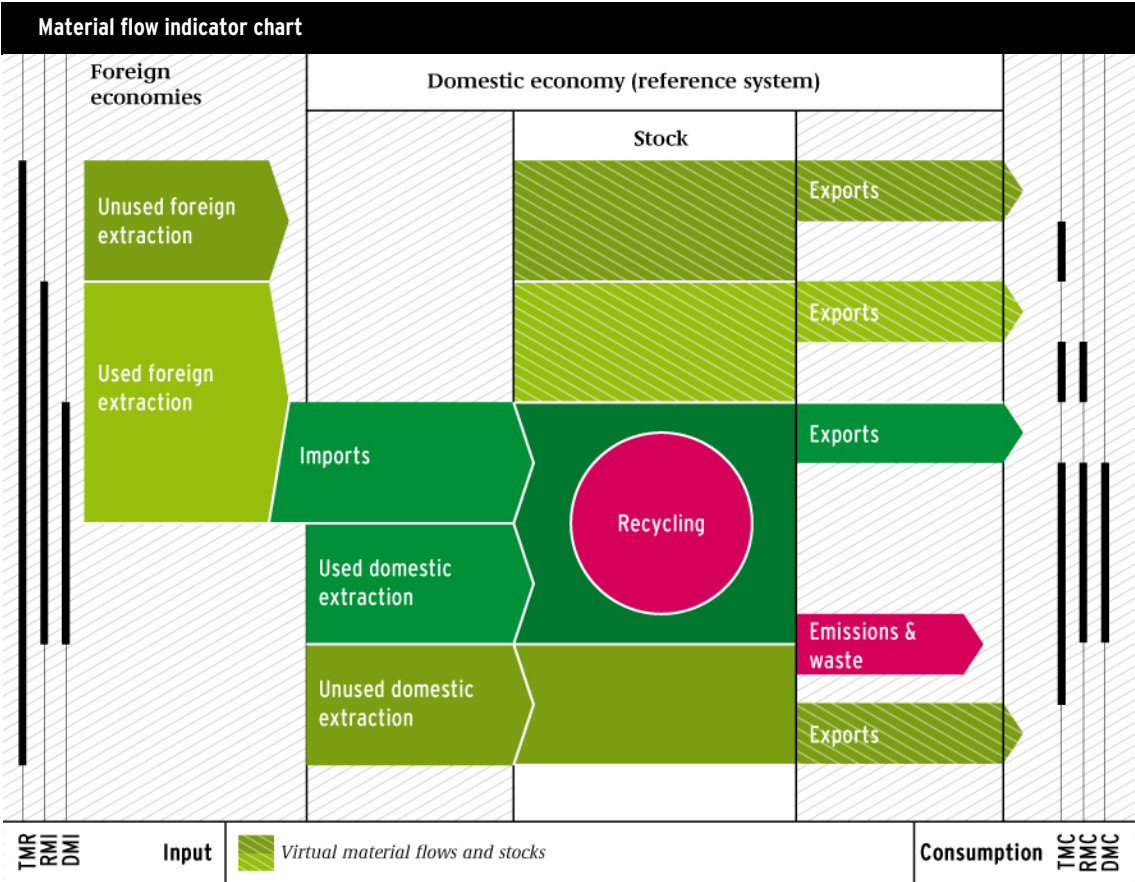 Material flow indicator chart
Foreign
economies
Domestic economy (reference system)
Stock
Unused foreign
extraction
Exports
Used foreign
extraction
Exports
Imports
Exports
Recycling
Used domestic
extraction
Emissions &
waste
Unused domestic
extraction
Exports
TMR
RMI
DMI
Input
Virtual material flows and stocks
Consumption
TMC
RMC
DMC